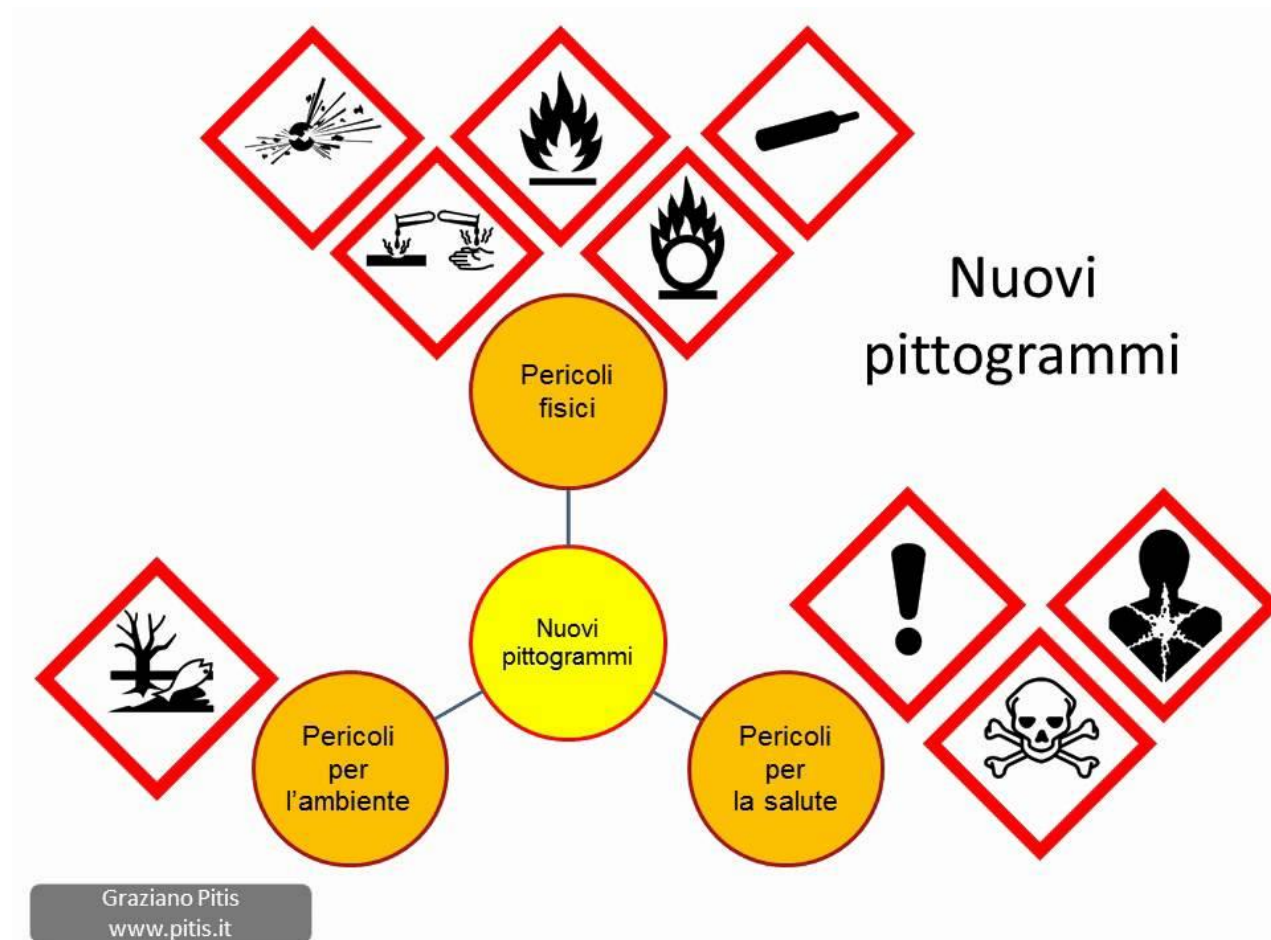 Nuovi
pittogrammi
Pericoli
fisici
Nuovi
pittogrammi
Pericoli
per
l'ambiente
Pericoli
per
la salute
Graziano Pitis
www.pitis.it